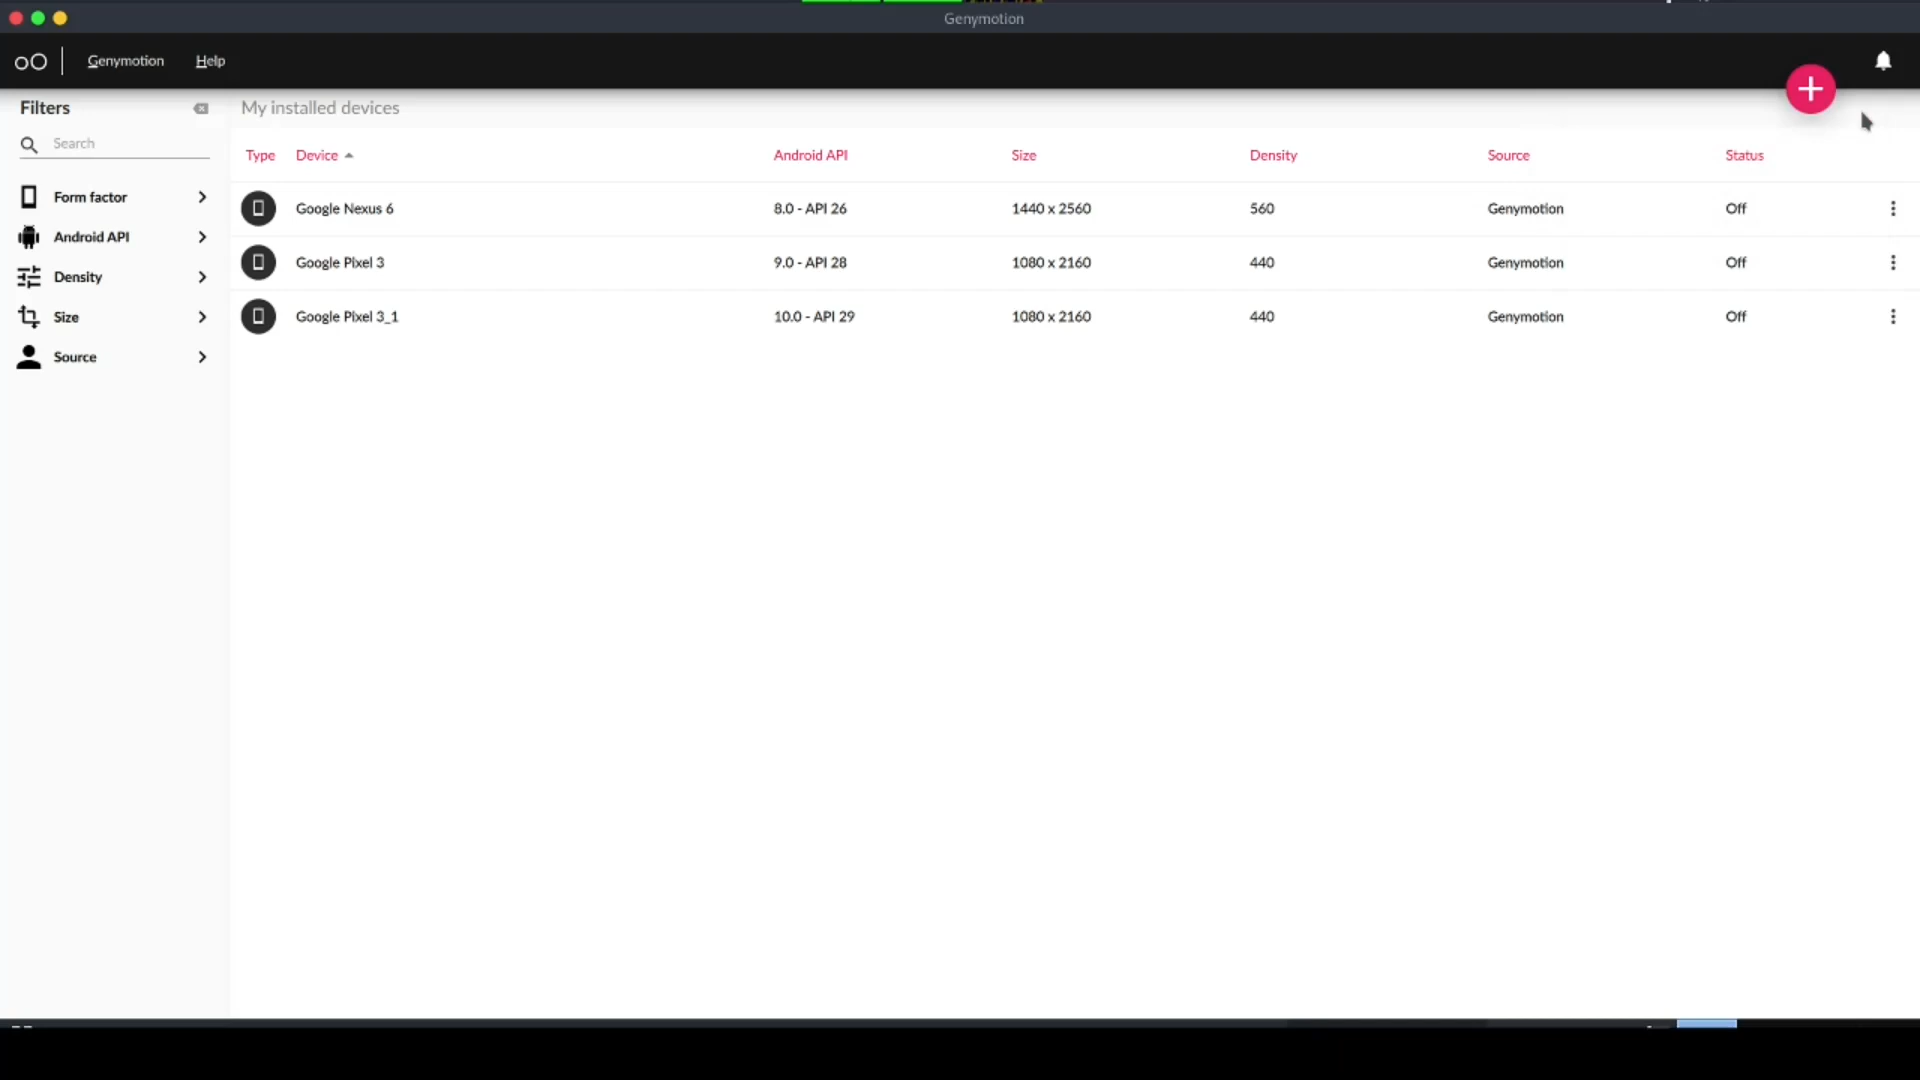 Genymotion
Genymotion Help
Filters
My installed devices
Search
Type Device Android API Size Density Source Status
Form factor
Google Nexus 6 8.0 - API 26 1440 x 2560 560 Genymotion Off
Android API
Google Pixel 3 9.0 - API 28 1080 x 2160 440 Genymotion Off
Density
Google Pixel 3_1 10.0 - API 29 1080 x 2160 440 Genymotion Off
Size
Source